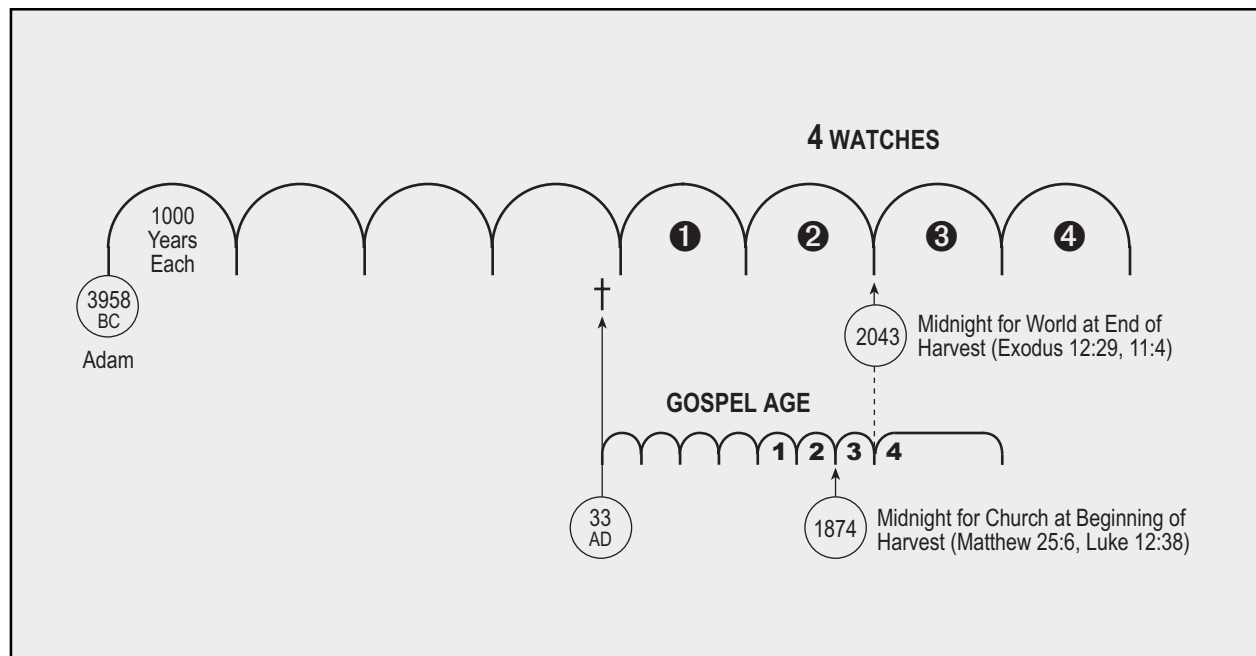 4 WATCHES
1000
Years
Each
❶ ❷ ❸ ❹
3958
BC
Adam
2043
Midnight for World at End of
Harvest (Exodus 12:29, 11:4)
GOSPEL AGE
1 2 3 4
33
AD
1874
Midnight for Church at Beginning of
Harvest (Matthew 25:6, Luke 12:38)